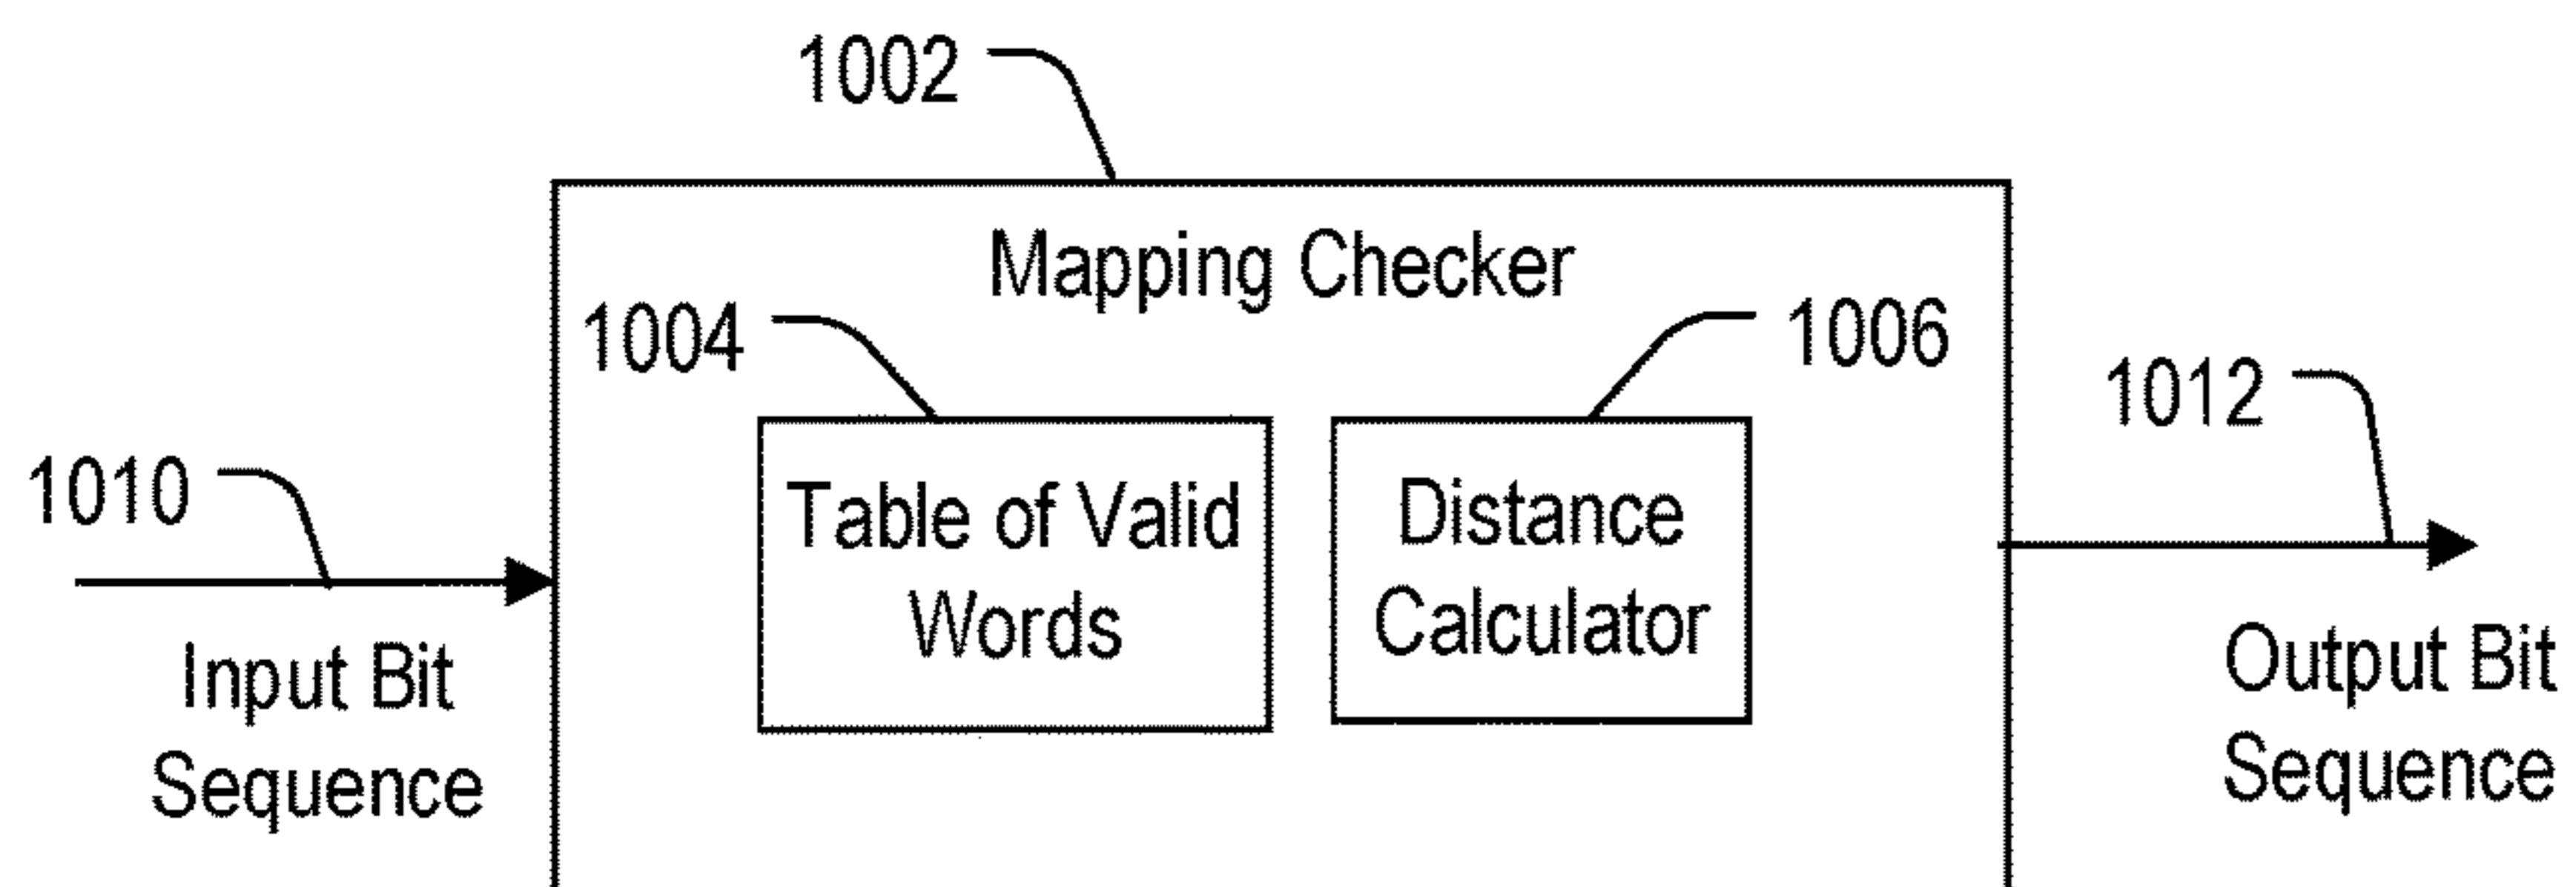 1002
Mapping Checker
1004
1006
1012
1010
Table of Valid
Words
Distance
Calculator
Input Bit
Sequence
Output Bit
Sequence